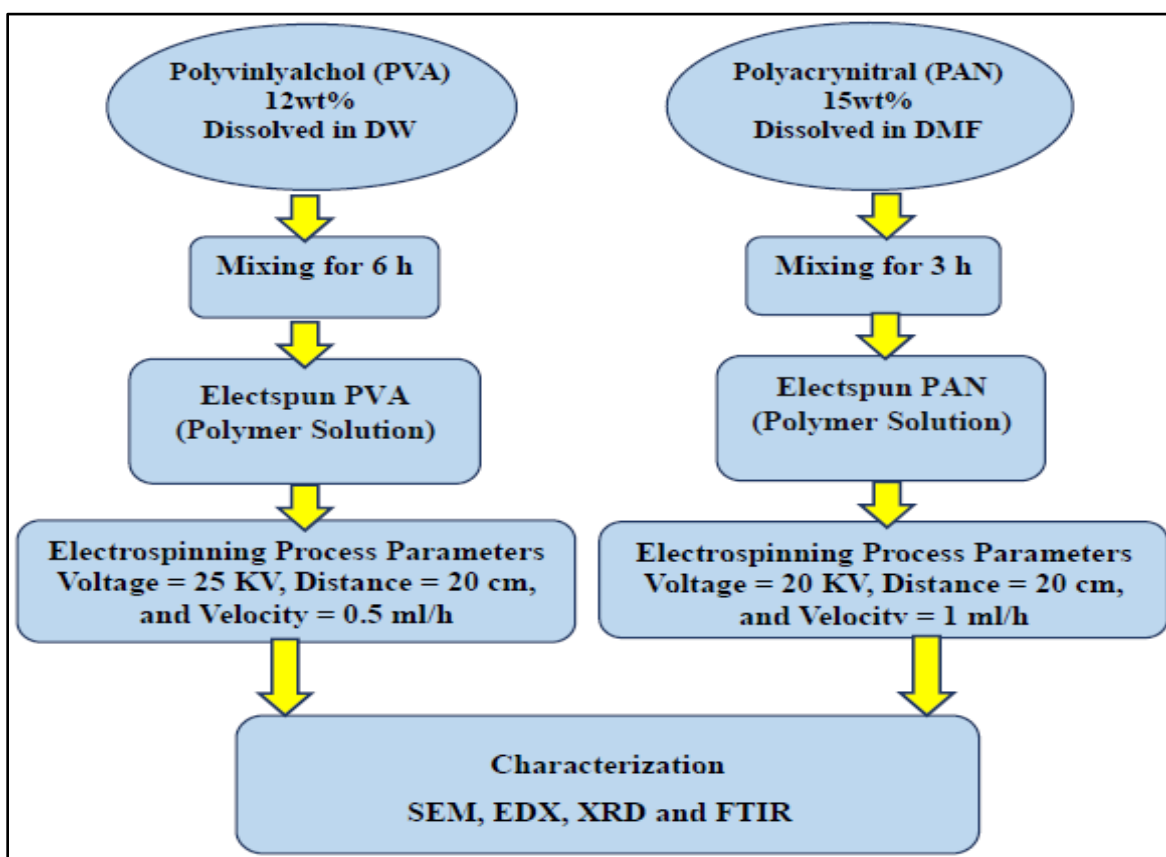 Polyvinlyalchol (PVA)
12wt%
Dissolved in DW
Polyacrynitral (PAN)
15wt%
Dissolved in DMF
Mixing for 6 h
Mixing for 3 h
Electspun PVA
(Polymer Solution)
Electspun PAN
(Polymer Solution)
Electrospinning Process Parameters
Voltage = 25 KV, Distance = 20 cm,
and Velocity = 0.5 ml/h
Electrospinning Process Parameters
Voltage = 20 KV, Distance = 20 cm,
and Velocity = 1 ml/h
Characterization
SEM, EDX, XRD and FTIR